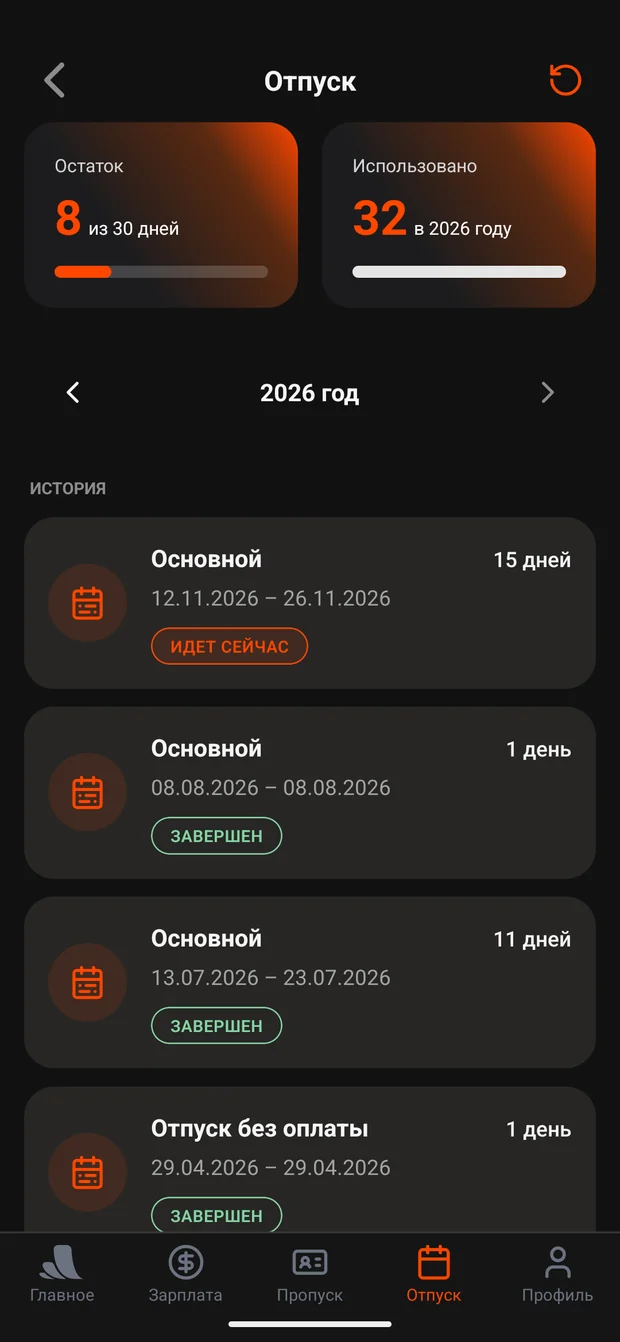 Отпуск
Остаток
8 из 30 дней
Использовано
32 в 2026 году
2026 год
ИСТОРИЯ
Основной
15 дней
12.11.2026 – 26.11.2026
ИДЕТ СЕЙЧАС
Основной
1 день
08.08.2026 – 08.08.2026
ЗАВЕРШЕН
Основной
11 дней
13.07.2026 – 23.07.2026
ЗАВЕРШЕН
Отпуск без оплаты
1 день
29.04.2026 – 29.04.2026
ЗАВЕРШЕН
Главное
Зарплата
Пропуск
Отпуск
Профиль